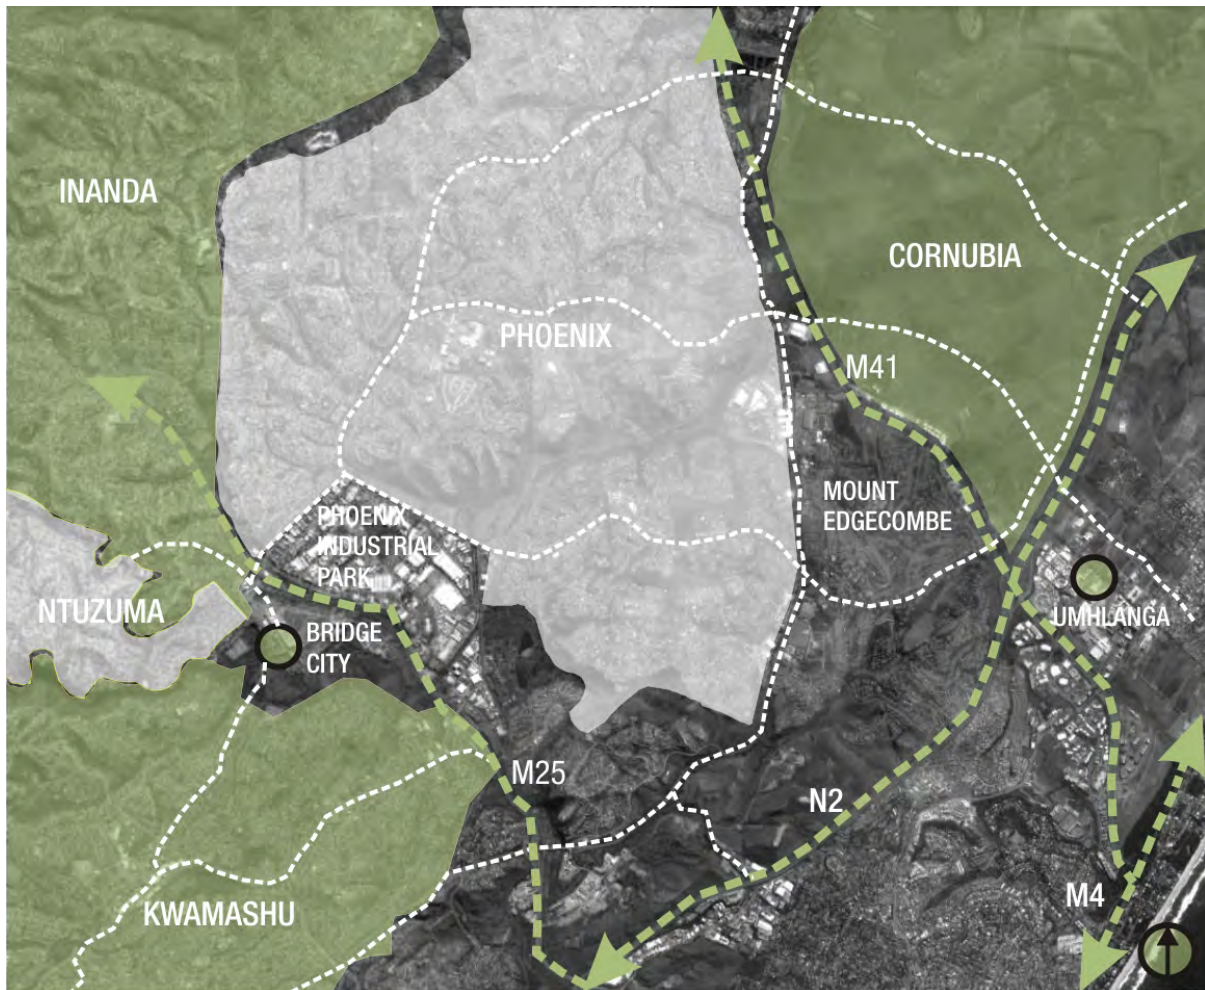 INANDA
CORNUBIA
PHOENIX
M41
MOUNT
EDGECOMBE
PHOENIX
INDUSTRIAL
PARK
NTUZUMA
BRIDGE
CITY
UMHLANGA
M25
N2
M4
KWAMASHU